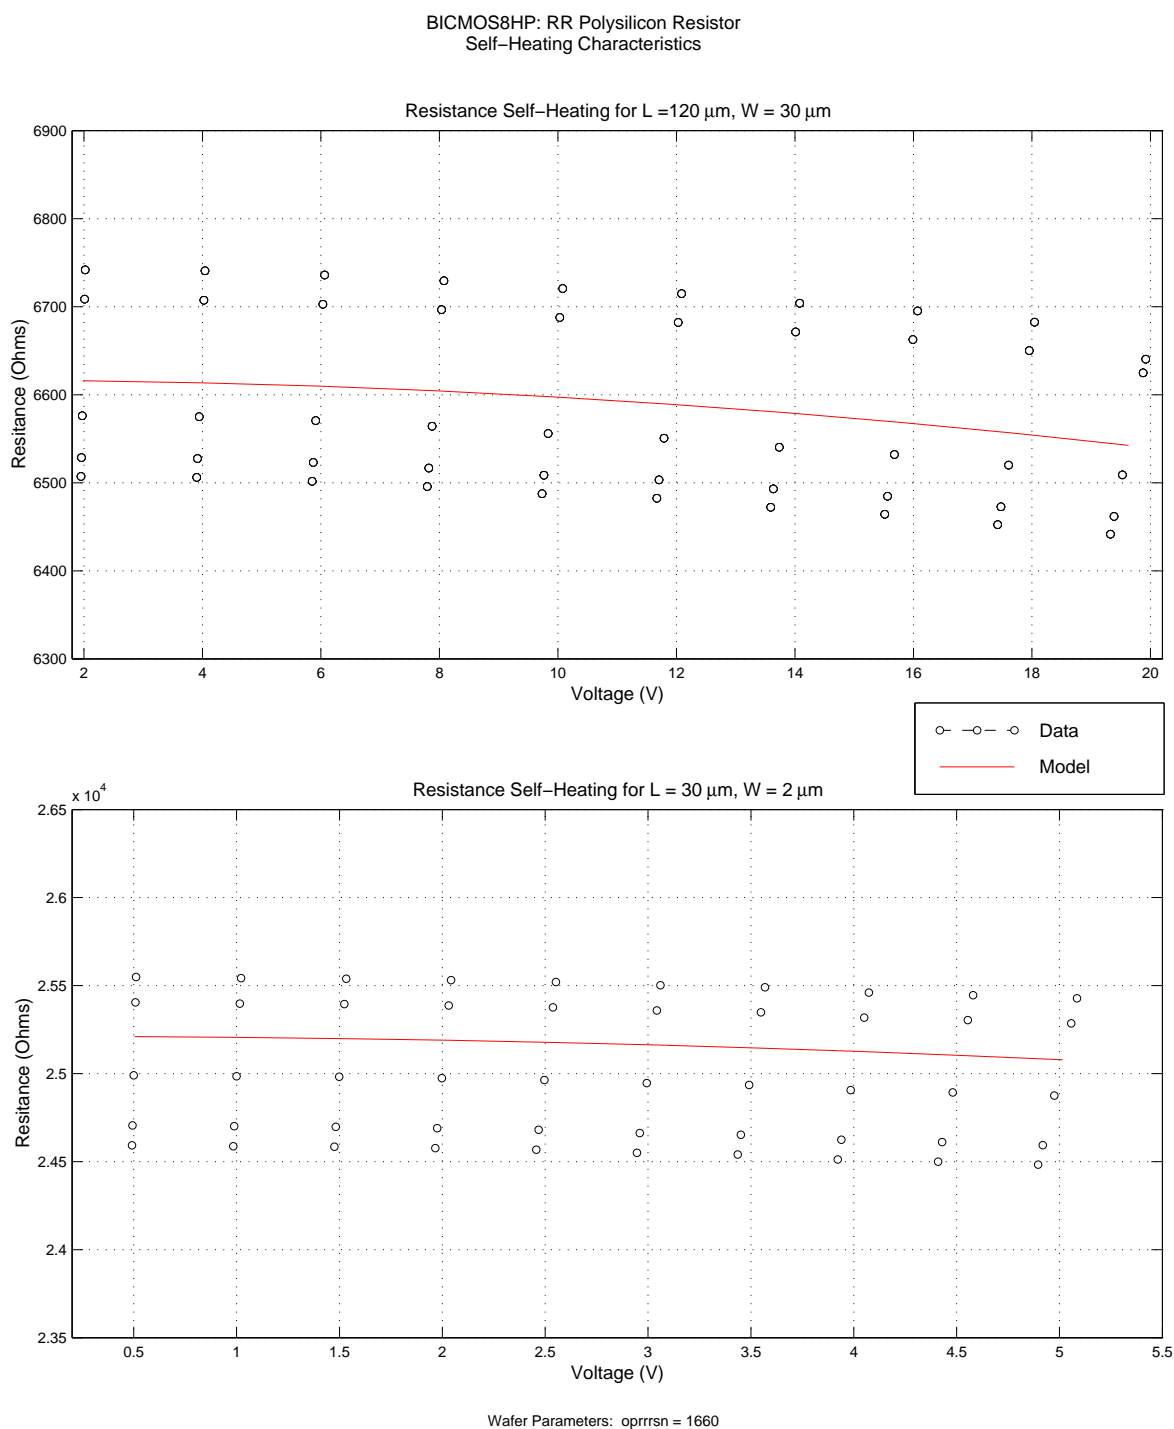 BICMOS8HP: RR Polysilicon Resistor
Self−Heating Characteristics
Resistance Self−Heating for L =120 µm, W = 30 µm
6900
6800
6700
6600
6500
6400
6300
Resitance (Ohms)
2 4 6 8 10 12 14 16 18 20
Voltage (V)
Data
Model
x 10⁴
Resistance Self−Heating for L = 30 µm, W = 2 µm
2.65
2.6
2.55
2.5
2.45
2.4
2.35
Resitance (Ohms)
0.5 1 1.5 2 2.5 3 3.5 4 4.5 5 5.5
Voltage (V)
Wafer Parameters: oprrrsn = 1660